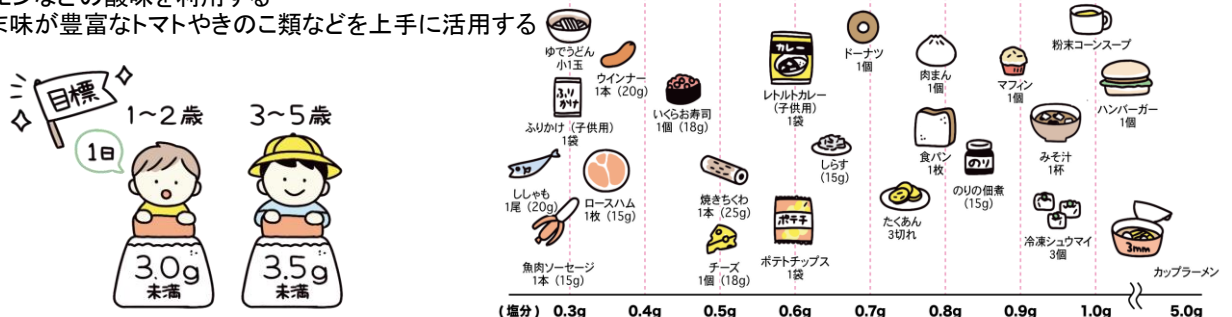 などの酸味を利用する
味が豊富なトマトやきのこ類などを上手に活用する
目標
1~2歳
3~5歳
1日
3.0g
未満
3.5g
未満
ゆでうどん
小1玉
ウインナー
1本(20g)
ふりかけ
ふりかけ(子供用)
1袋
いくらお寿司
1個(18g)
カレー
レトルトカレー
(子供用)
1袋
ドーナツ
1個
肉まん
1個
マフィン
1個
粉末コーンスープ
ハンバーガー
1個
ししゃも
1尾(20g)
ロースハム
1枚(15g)
焼きちくわ
1本(25g)
しらす
(15g)
食パン
1枚
のり
のりの佃煮
(15g)
みそ汁
1杯
魚肉ソーセージ
1本(15g)
チーズ
1個(18g)
ポテチ
ポテトチップス
1袋
たくあん
3切れ
冷凍シュウマイ
3個
3mm
カップラーメン
(塩分) 0.3g 0.4g 0.5g 0.6g 0.7g 0.8g 0.9g 1.0g 5.0g